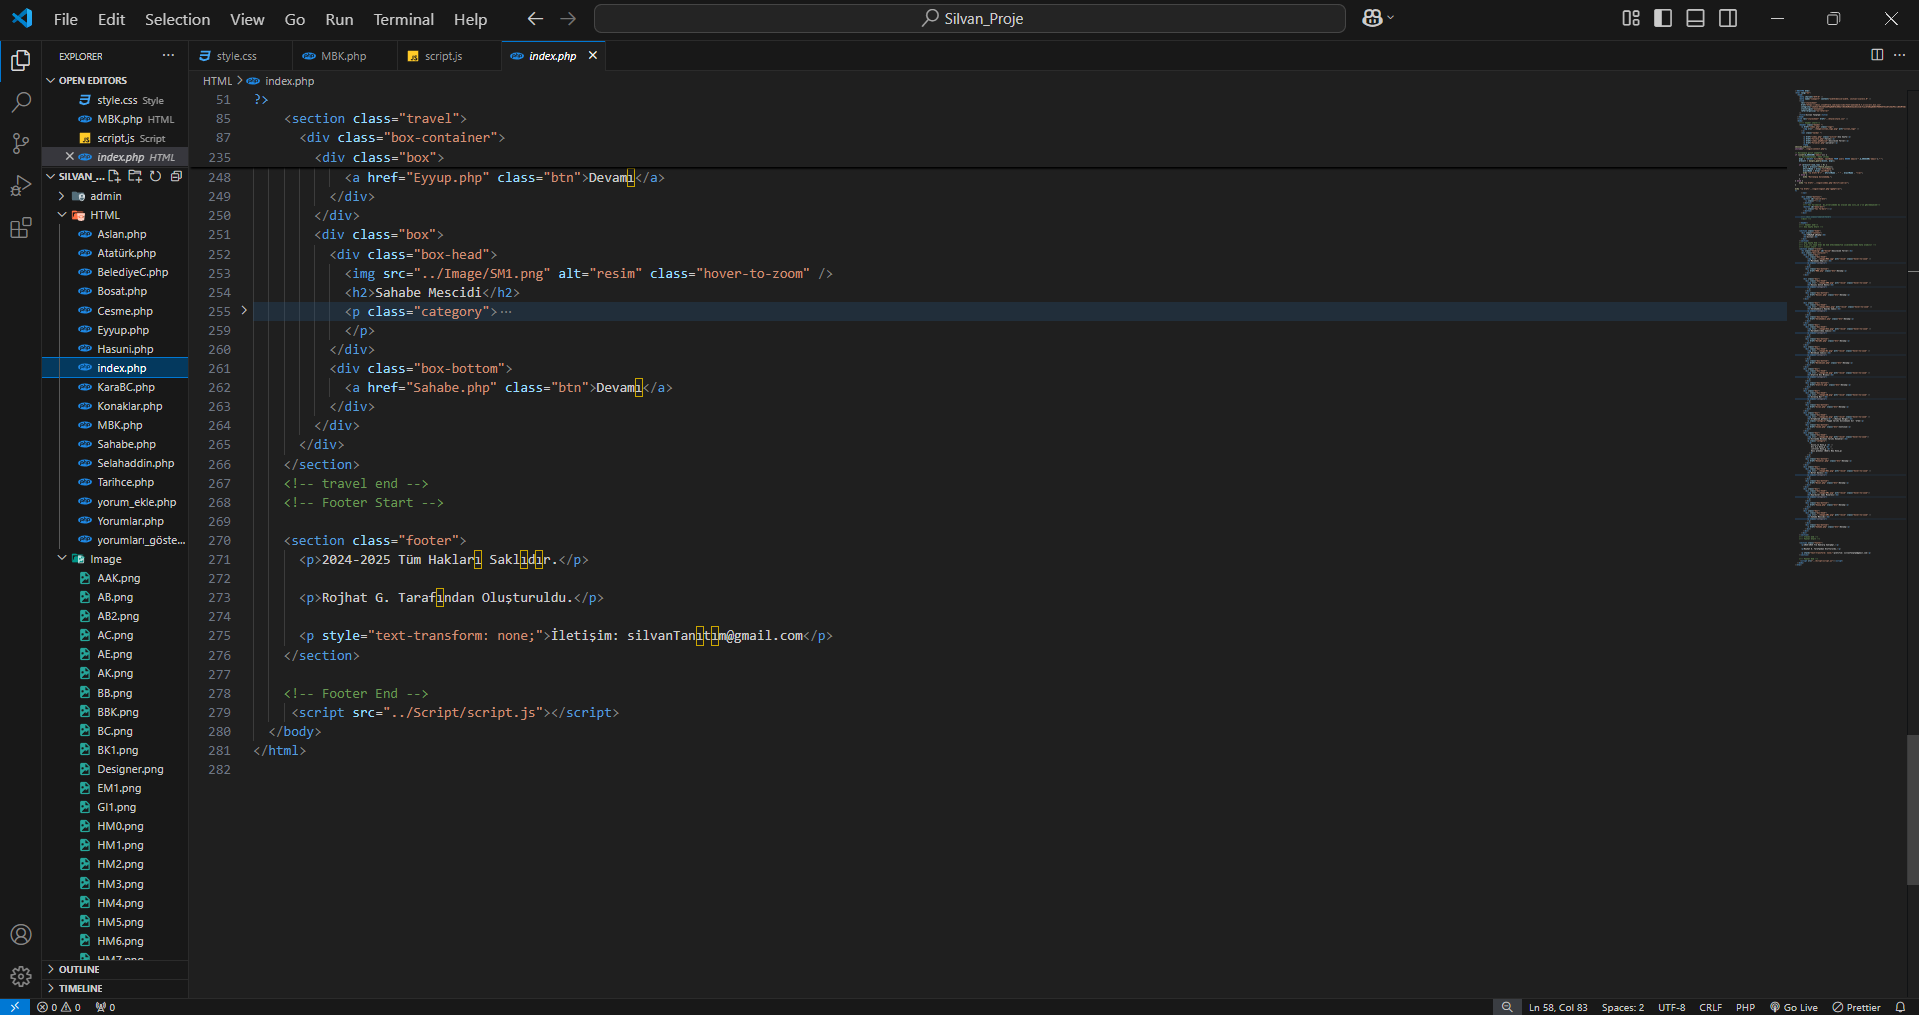 File Edit Selection View Go Run Terminal Help
Silvan_Proje
EXPLORER
OPEN EDITORS
style.css Style
MBK.php HTML
script.js Script
index.php HTML
SILVAN_...
admin
HTML
Aslan.php
Atatürk.php
BelediyeC.php
Bosat.php
Cesme.php
Eyyup.php
Hasuni.php
index.php
KaraBC.php
Konaklar.php
MBK.php
Sahabe.php
Selahaddin.php
Tarihce.php
yorum_ekle.php
Yorumlar.php
yorumları_göste...
Image
AAK.png
AB.png
AB2.png
AC.png
AE.png
AK.png
BB.png
BBK.png
BC.png
BK1.png
Designer.png
EM1.png
GI1.png
HM0.png
HM1.png
HM2.png
HM3.png
HM4.png
HM5.png
HM6.png
HM7.png
OUTLINE
TIMELINE
style.css MBK.php script.js index.php
HTML > index.php
51 ?>
85 <section class="travel">
87 <div class="box-container">
235 <div class="box">
248 <a href="Eyyup.php" class="btn">Devamı</a>
249 </div>
250 </div>
251 <div class="box">
252 <div class="box-head">
253 <img src="../Image/SM1.png" alt="resim" class="hover-to-zoom" />
254 <h2>Sahabe Mescidi</h2>
255 <p class="category">···
259 </p>
260 </div>
261 <div class="box-bottom">
262 <a href="Sahabe.php" class="btn">Devamı</a>
263 </div>
264 </div>
265 </div>
266 </section>
267 <!-- travel end -->
268 <!-- Footer Start -->
269
270 <section class="footer">
271 <p>2024-2025 Tüm Hakları Saklıdır.</p>
272
273 <p>Rojhat G. Tarafından Oluşturuldu.</p>
274
275 <p style="text-transform: none;">İletişim: silvanTanıtım@gmail.com</p>
276 </section>
277
278 <!-- Footer End -->
279 <script src="../Script/script.js"></script>
280 </body>
281 </html>
282
0 0 0
Ln 58, Col 83 Spaces: 2 UTF-8 CRLF PHP Go Live Prettier